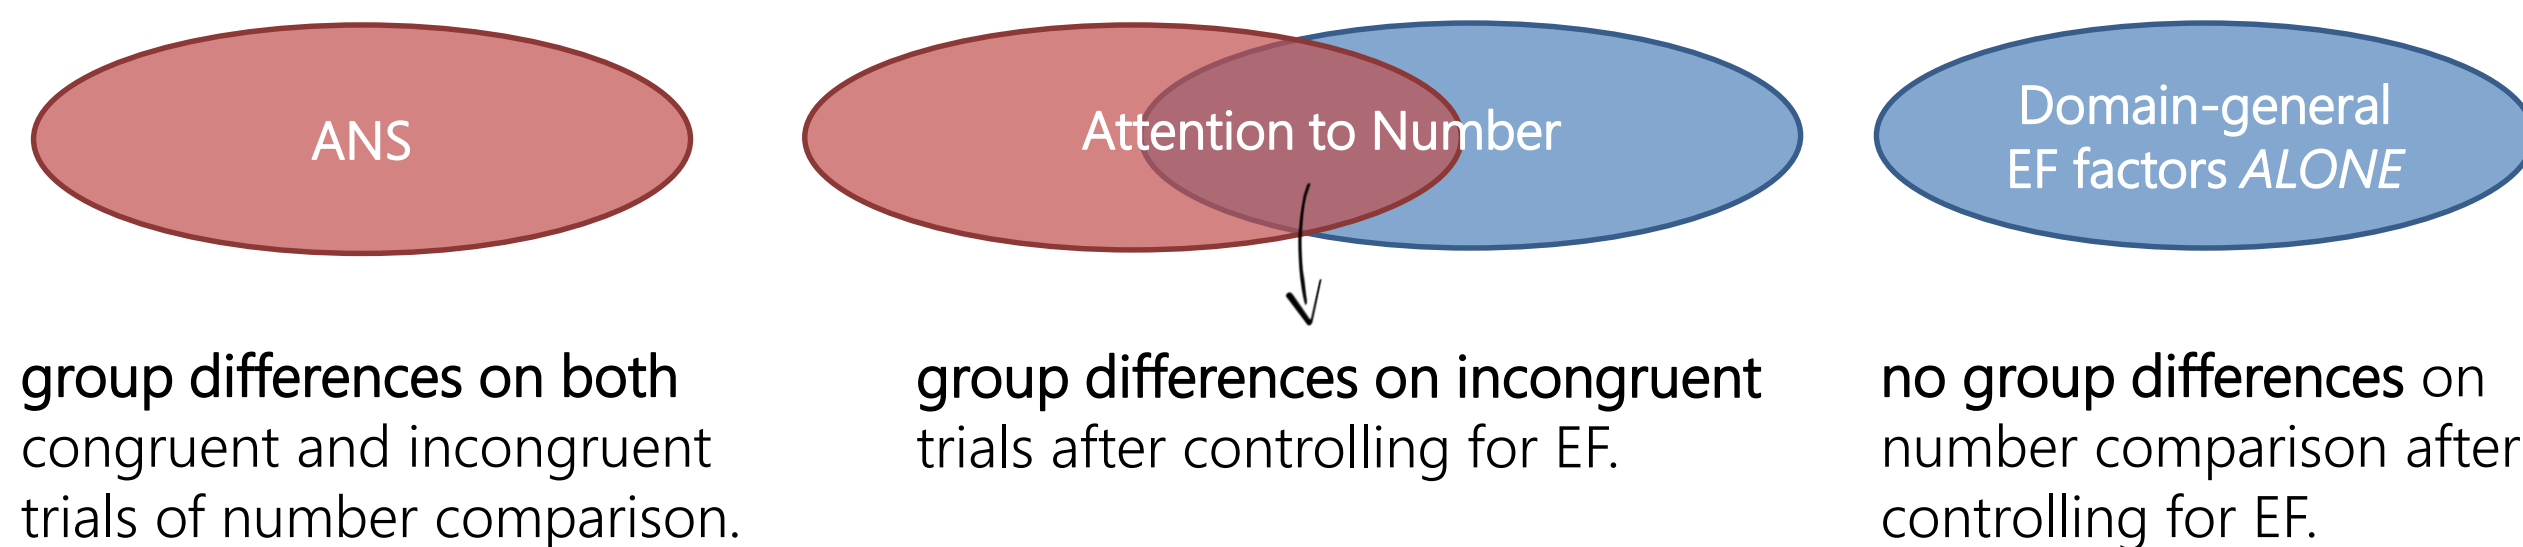 ANS
Attention to Number
Domain-general
EF factors ALONE
group differences on both
congruent and incongruent
trials of number comparison.
group differences on incongruent
trials after controlling for EF.
no group differences on
number comparison after
controlling for EF.